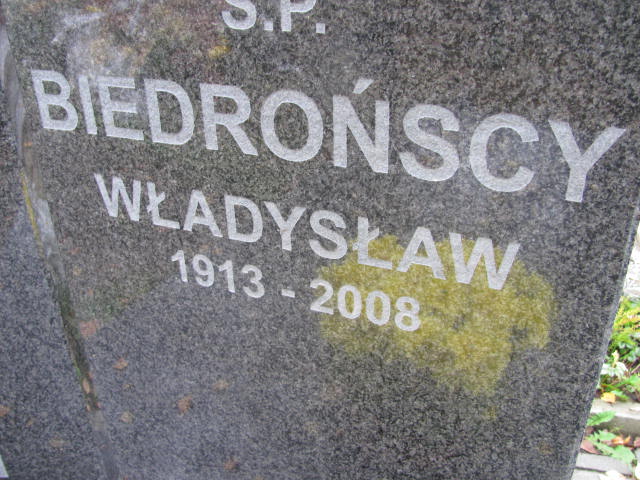 Ś.P.
BIEDROŃSCY
WŁADYSŁAW
1913 - 2008